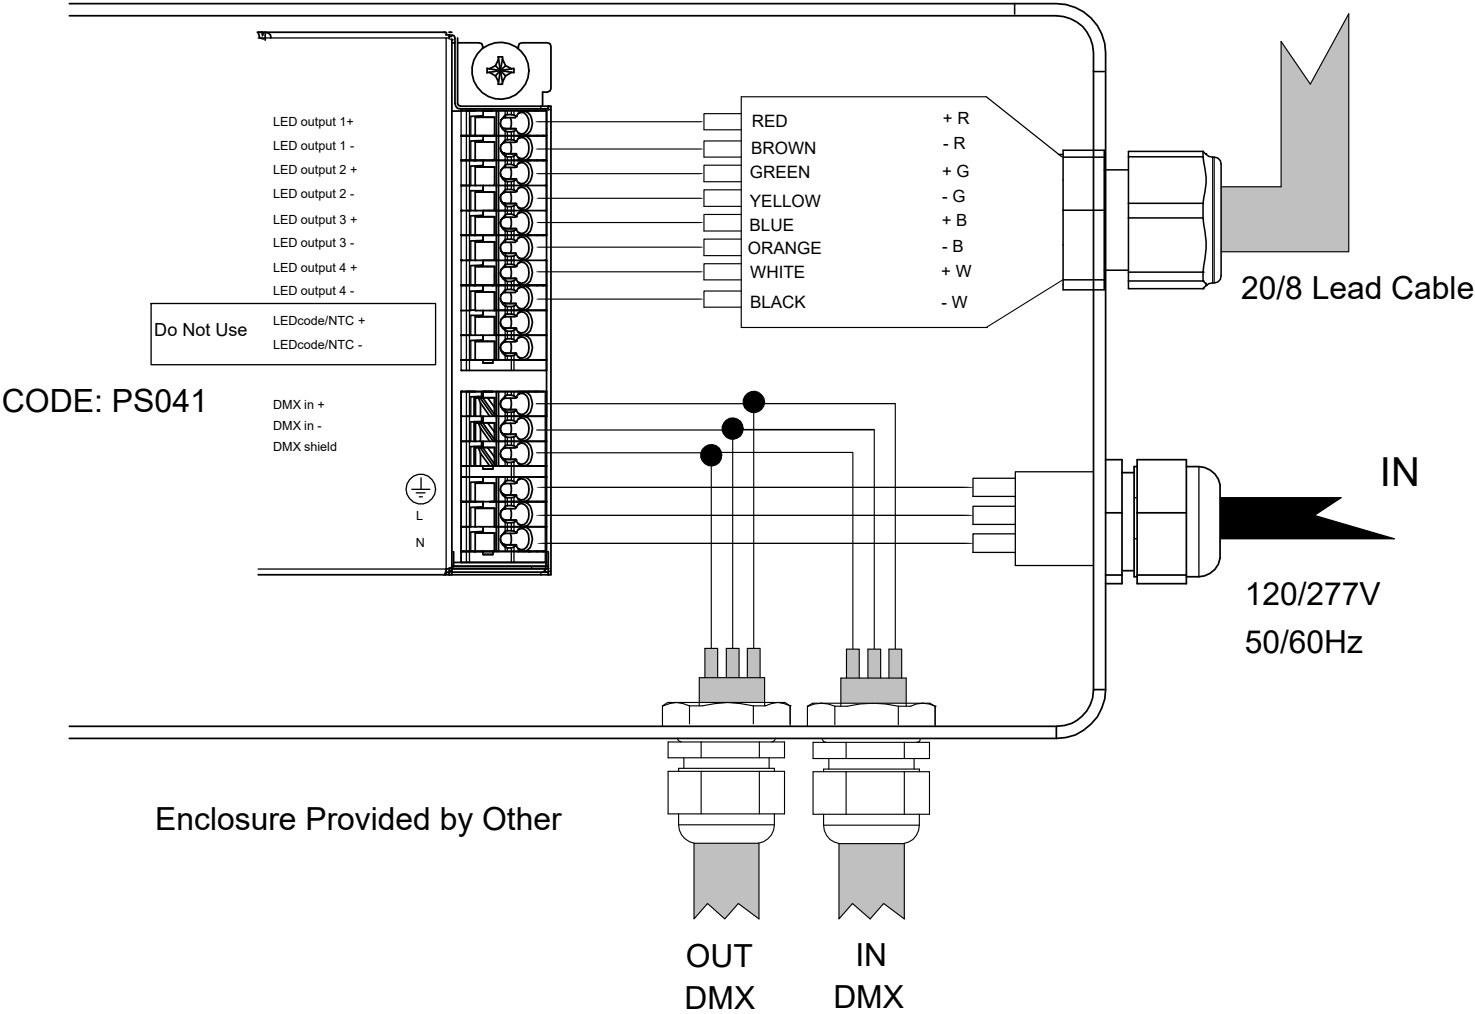 LED output 1+
LED output 1 -
LED output 2 +
LED output 2 -
LED output 3 +
LED output 3 -
LED output 4 +
LED output 4 -
Do Not Use
LEDcode/NTC +
LEDcode/NTC -
CODE: PS041
DMX in +
DMX in -
DMX shield
L
N
RED + R
BROWN - R
GREEN + G
YELLOW - G
BLUE + B
ORANGE - B
WHITE + W
BLACK - W
20/8 Lead Cable
IN
120/277V
50/60Hz
Enclosure Provided by Other
OUT
DMX
IN
DMX